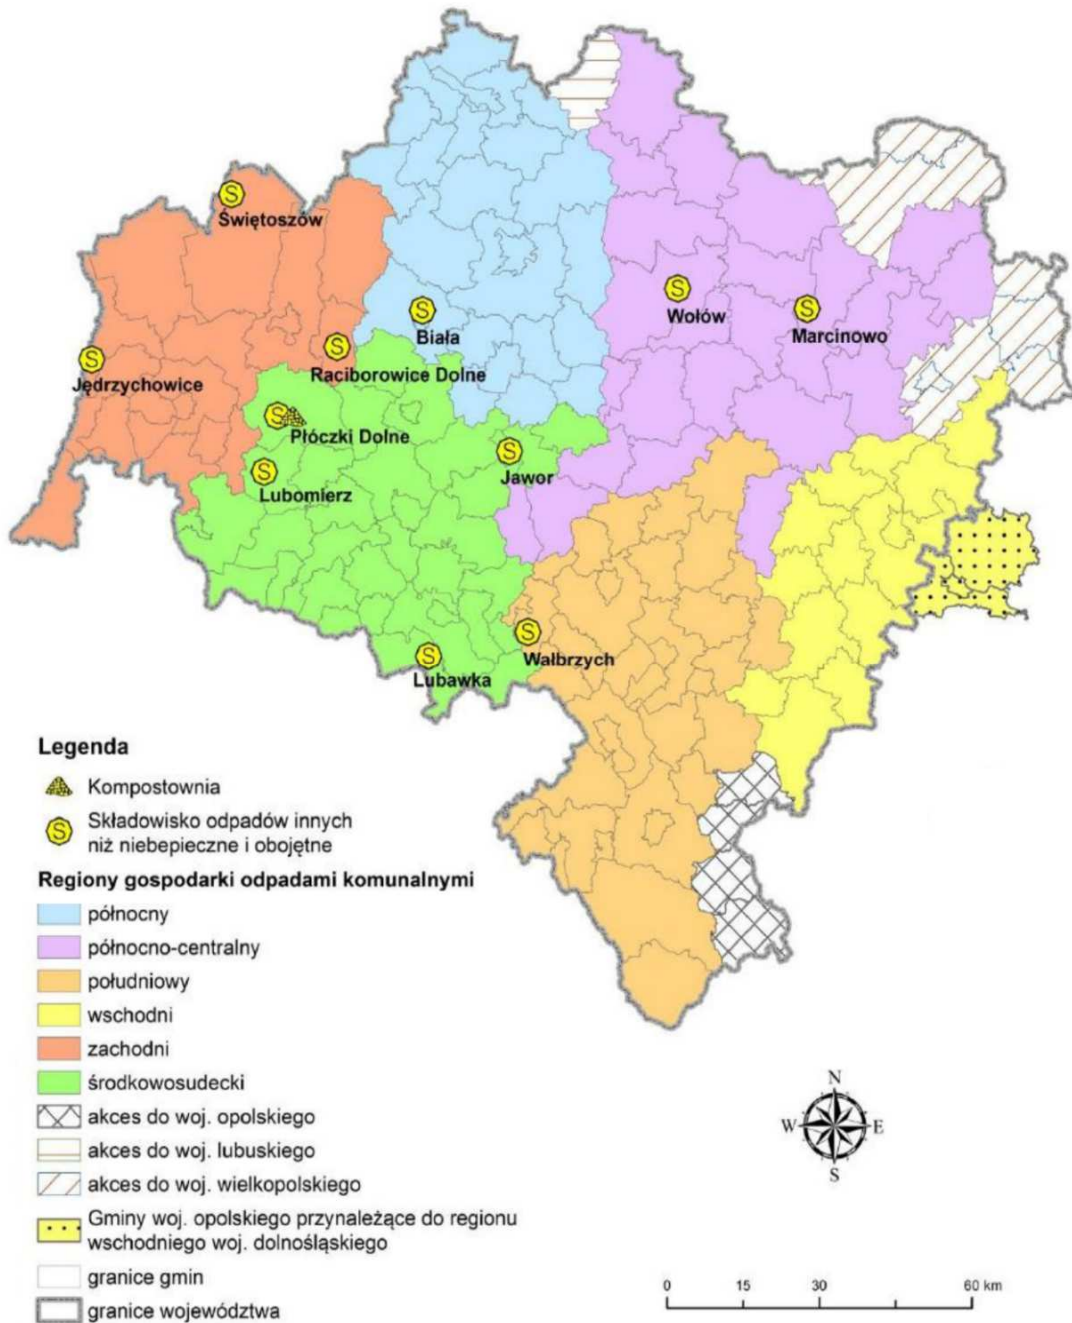 S
Świętoszów
S
Biała
S
Wołów
S
Marcinowo
S
Jędrzychowice
S
Raciborowice Dolne
S
Płóczki Dolne
S
Lubomierz
S
Jawor
S
Wałbrzych
S
Lubawka
Legenda
Kompostownia
S
Składowisko odpadów innych
niż niebepieczne i obojętne
Regiony gospodarki odpadami komunalnymi
północny
północno-centralny
południowy
wschodni
zachodni
środkowosudecki
akces do woj. opolskiego
akces do woj. lubuskiego
akces do woj. wielkopolskiego
Gminy woj. opolskiego przynależące do regionu
wschodniego woj. dolnośląskiego
granice gmin
granice województwa
N
W E
S
0 15 30 60 km